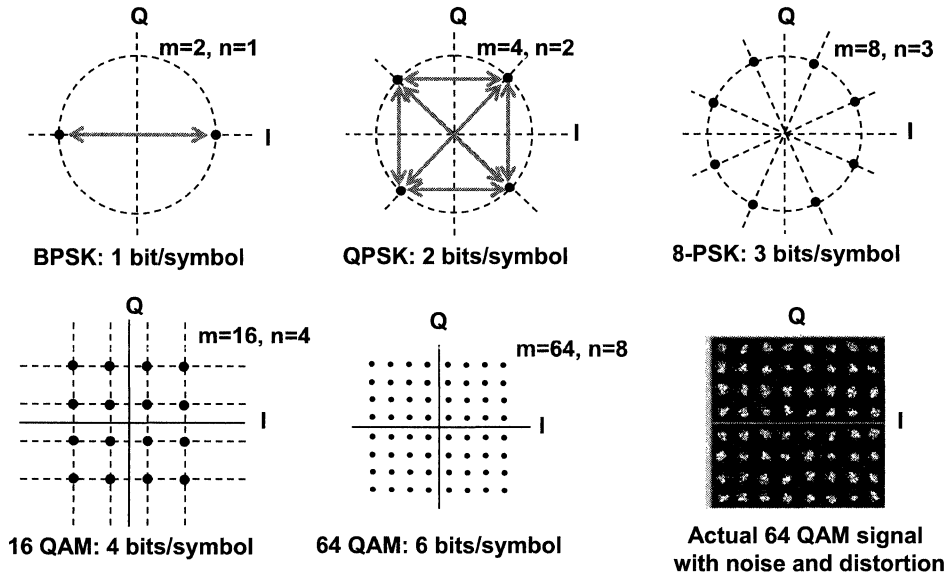 Q
m=2, n=1
I
BPSK: 1 bit/symbol
Q
m=4, n=2
I
QPSK: 2 bits/symbol
Q
m=8, n=3
I
8-PSK: 3 bits/symbol
Q
m=16, n=4
I
16 QAM: 4 bits/symbol
Q
m=64, n=8
I
64 QAM: 6 bits/symbol
Q
I
Actual 64 QAM signal
with noise and distortion